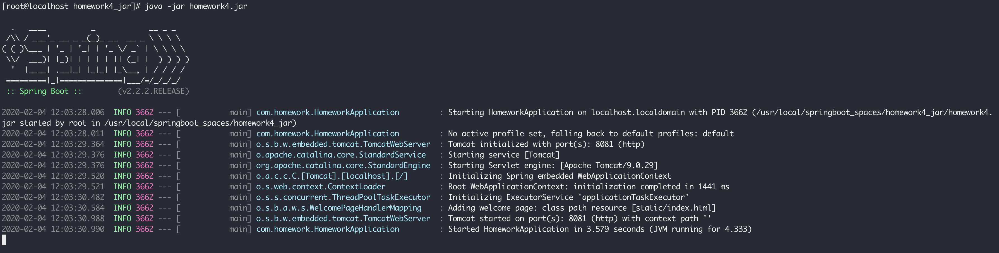 [root@localhost homework4_jar]# java -jar homework4.jar

  .   ____          _            __ _ _
 /\\ / ___'_ __ _ _(_)_ __  __ _ \ \ \ \
( ( )\___ | '_ | '_| | '_ \/ _` | \ \ \ \
 \\/  ___)| |_)| | | | | || (_| |  ) ) ) )
  '  |____| .__|_| |_|_| |_\__, | / / / /
 =========|_|==============|___/=/_/_/_/
 :: Spring Boot ::        (v2.2.2.RELEASE)

2020-02-04 12:03:28.006  INFO 3662 --- [           main] com.homework.HomeworkApplication         : Starting HomeworkApplication on localhost.localdomain with PID 3662 (/usr/local/springboot_spaces/homework4_jar/homework4.
jar started by root in /usr/local/springboot_spaces/homework4_jar)
2020-02-04 12:03:28.011  INFO 3662 --- [           main] com.homework.HomeworkApplication         : No active profile set, falling back to default profiles: default
2020-02-04 12:03:29.364  INFO 3662 --- [           main] o.s.b.w.embedded.tomcat.TomcatWebServer  : Tomcat initialized with port(s): 8081 (http)
2020-02-04 12:03:29.376  INFO 3662 --- [           main] o.apache.catalina.core.StandardService   : Starting service [Tomcat]
2020-02-04 12:03:29.376  INFO 3662 --- [           main] org.apache.catalina.core.StandardEngine  : Starting Servlet engine: [Apache Tomcat/9.0.29]
2020-02-04 12:03:29.520  INFO 3662 --- [           main] o.a.c.c.C.[Tomcat].[localhost].[/]       : Initializing Spring embedded WebApplicationContext
2020-02-04 12:03:29.521  INFO 3662 --- [           main] o.s.web.context.ContextLoader            : Root WebApplicationContext: initialization completed in 1441 ms
2020-02-04 12:03:30.482  INFO 3662 --- [           main] o.s.s.concurrent.ThreadPoolTaskExecutor  : Initializing ExecutorService 'applicationTaskExecutor'
2020-02-04 12:03:30.584  INFO 3662 --- [           main] o.s.b.a.w.s.WelcomePageHandlerMapping    : Adding welcome page: class path resource [static/index.html]
2020-02-04 12:03:30.988  INFO 3662 --- [           main] o.s.b.w.embedded.tomcat.TomcatWebServer  : Tomcat started on port(s): 8081 (http) with context path ''
2020-02-04 12:03:30.990  INFO 3662 --- [           main] com.homework.HomeworkApplication         : Started HomeworkApplication in 3.579 seconds (JVM running for 4.333)